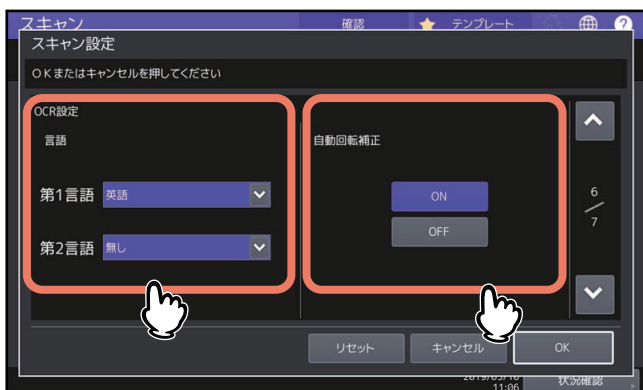 スキャン
確認
テンプレート
?
スキャン設定
OKまたはキャンセルを押してください
OCR設定
言語
自動回転補正
第1言語 英語
ON
6
/
7
OFF
第2言語 無し
リセット
キャンセル
OK
11:06
状況確認